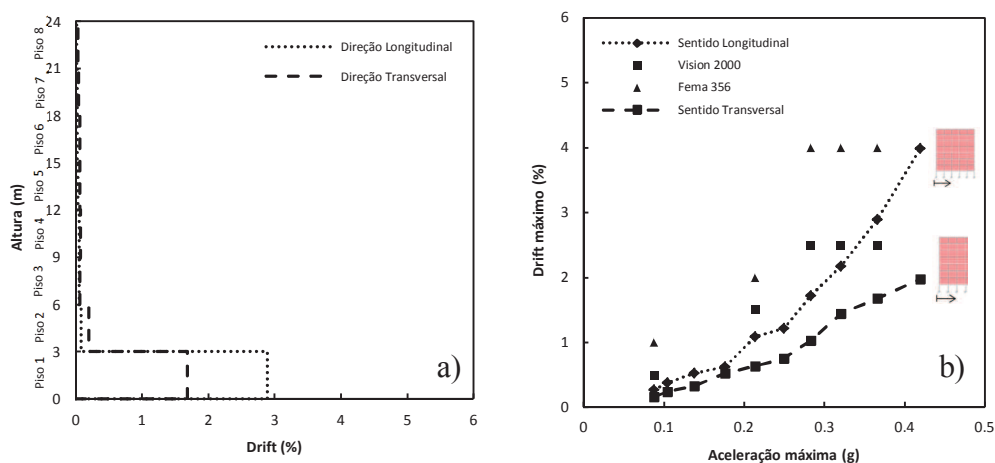 24
21
18
15
12
9
6
3
0
Piso 8
Piso 7
Piso 6
Piso 5
Piso 4
Piso 3
Piso 2
Piso 1
Altura (m)
Direção Longitudinal
Direção Transversal
a)
0 1 2 3 4 5 6
Drift (%)
6
5
4
3
2
1
0
Drift máximo (%)
Sentido Longitudinal
Vision 2000
Fema 356
Sentido Transversal
b)
0 0.1 0.2 0.3 0.4 0.5
Aceleração máxima (g)